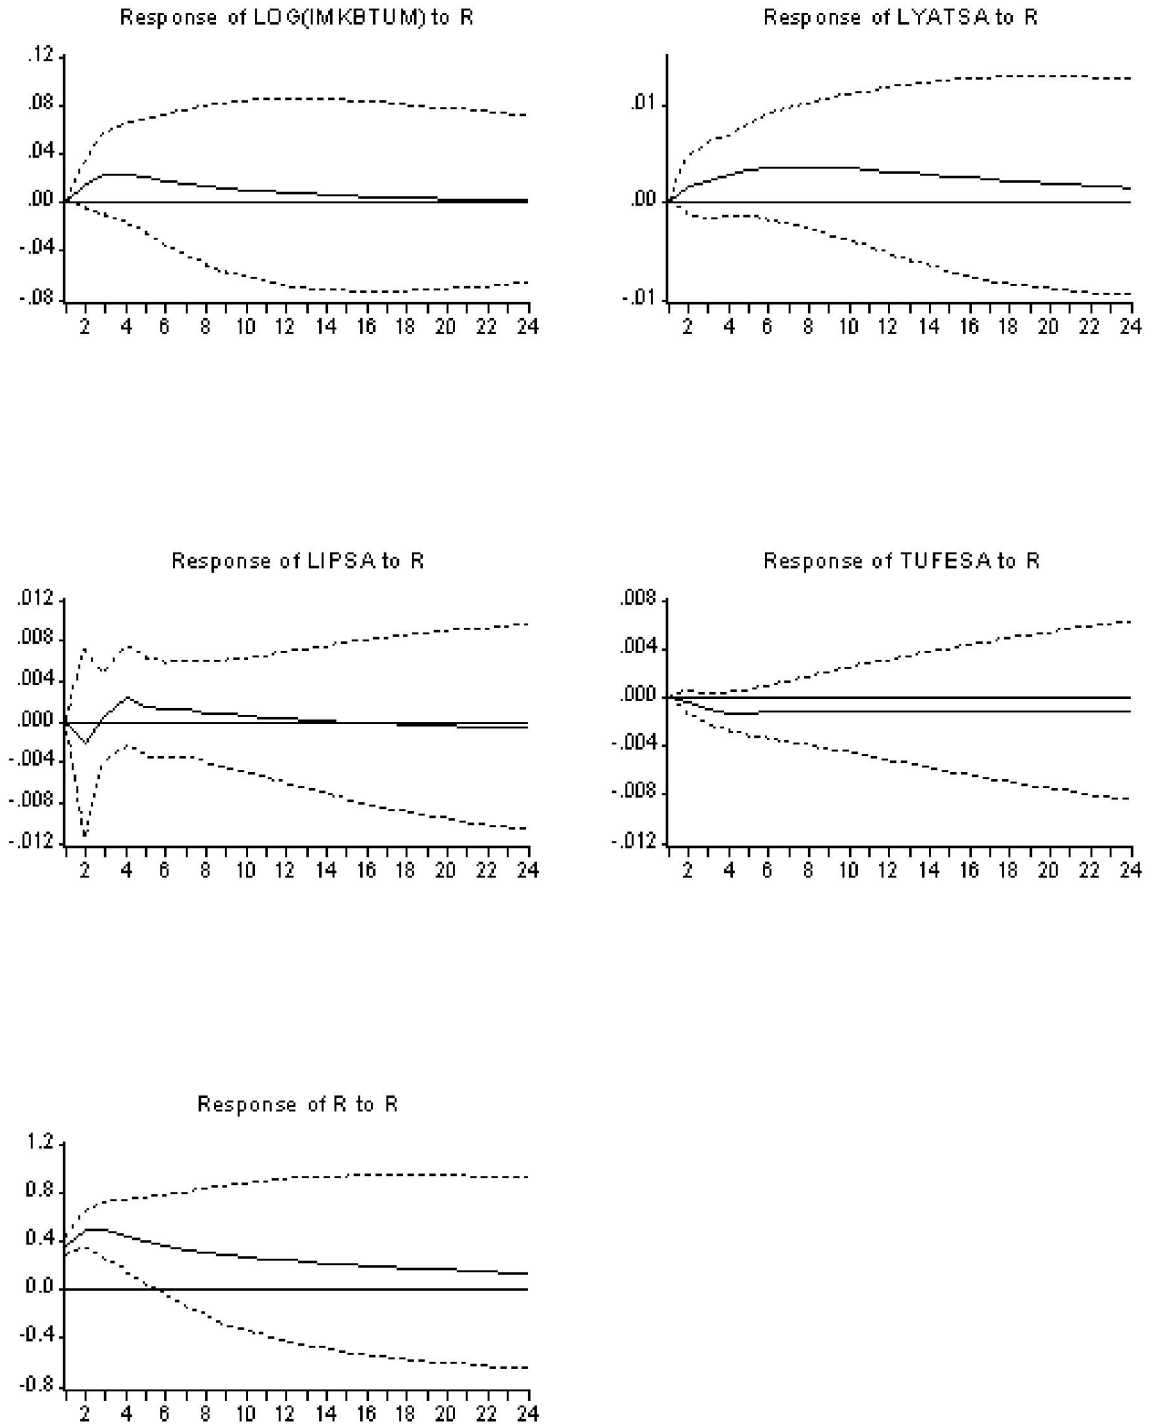 Response of LOG(IMKBTUM) to R
.12
.08
.04
.00
-.04
-.08
2 4 6 8 10 12 14 16 18 20 22 24
Response of LYATSA to R
.01
.00
-.01
2 4 6 8 10 12 14 16 18 20 22 24
Response of LIPSA to R
.012
.008
.004
.000
-.004
-.008
-.012
2 4 6 8 10 12 14 16 18 20 22 24
Response of TUFESA to R
.008
.004
.000
-.004
-.008
-.012
2 4 6 8 10 12 14 16 18 20 22 24
Response of R to R
1.2
0.8
0.4
0.0
-0.4
-0.8
2 4 6 8 10 12 14 16 18 20 22 24